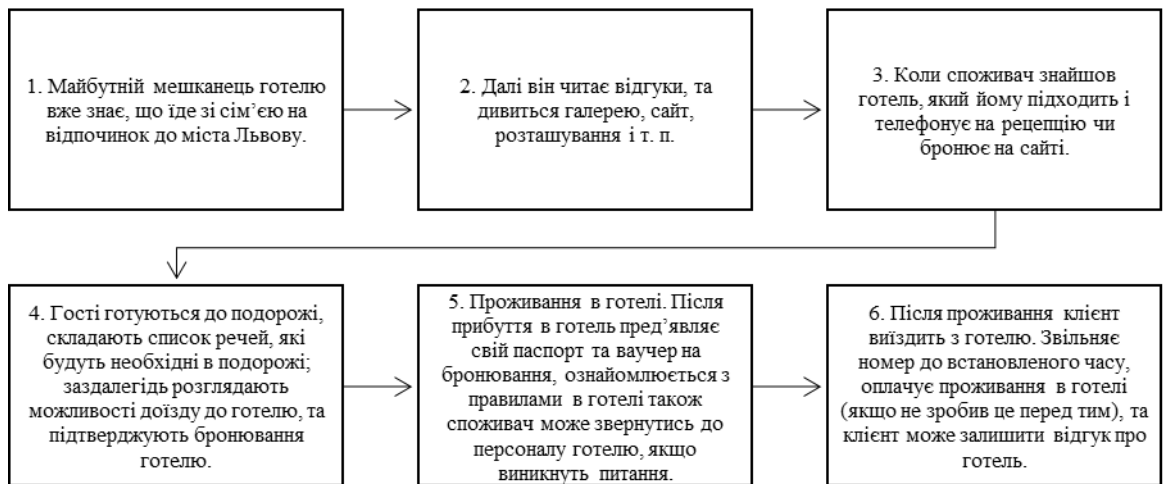 1. Майбутній мешканець готелю
вже знає, що їде зі сім’єю на
відпочинок до міста Львову.
2. Далі він читає відгуки, та
дивиться галерею, сайт,
розташування і т. п.
3. Коли споживач знайшов
готель, який йому підходить і
телефонує на рецепцію чи
бронює на сайті.
4. Гості готуються до подорожі,
складають список речей, які
будуть необхідні в подорожі;
заздалегідь розглядають
можливості доїзду до готелю, та
підтверджують бронювання
готелю.
5. Проживання в готелі. Після
прибуття в готель пред’являє
свій паспорт та ваучер на
бронювання, ознайомлюється з
правилами в готелі також
споживач може звернутись до
персоналу готелю, якщо
виникнуть питання.
6. Після проживання клієнт
виїздить з готелю. Звільняє
номер до встановленого часу,
оплачує проживання в готелі
(якщо не зробив це перед тим), та
клієнт може залишити відгук про
готель.